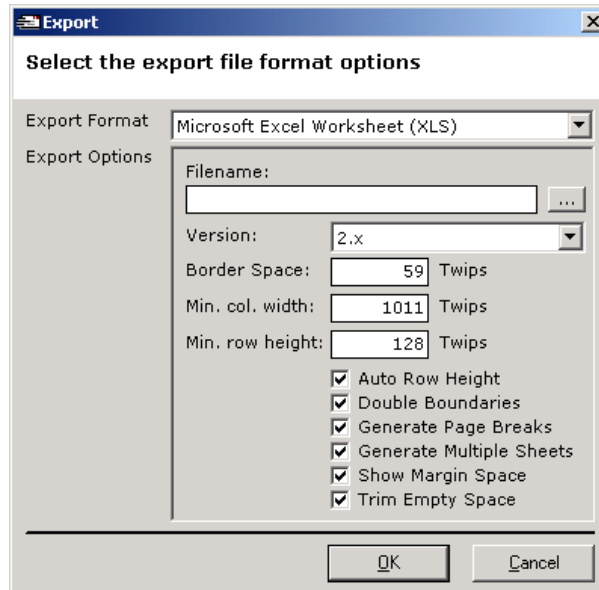 Export
Select the export file format options
Export Format
Microsoft Excel Worksheet (XLS)
Export Options
Filename:
...
Version:
2.x
Border Space:
59 Twips
Min. col. width:
1011 Twips
Min. row height:
128 Twips
Auto Row Height
Double Boundaries
Generate Page Breaks
Generate Multiple Sheets
Show Margin Space
Trim Empty Space
OK
Cancel